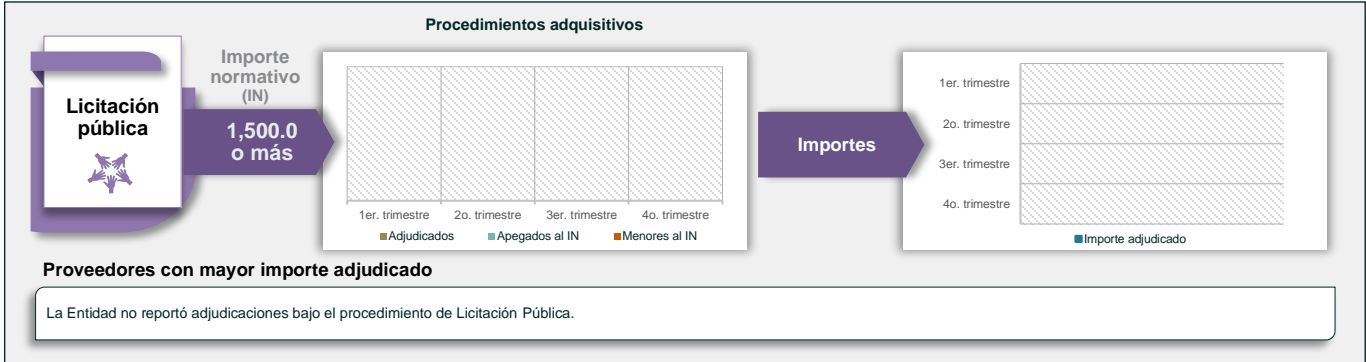 Procedimientos adquisitivos
Licitación
pública
Importe
normativo
(IN)
1,500.0
o más
1er. trimestre 2o. trimestre 3er. trimestre 4o. trimestre
Adjudicados Apegados al IN Menores al IN
Importes
1er. trimestre
2o. trimestre
3er. trimestre
4o. trimestre
Importe adjudicado
Proveedores con mayor importe adjudicado
La Entidad no reportó adjudicaciones bajo el procedimiento de Licitación Pública.